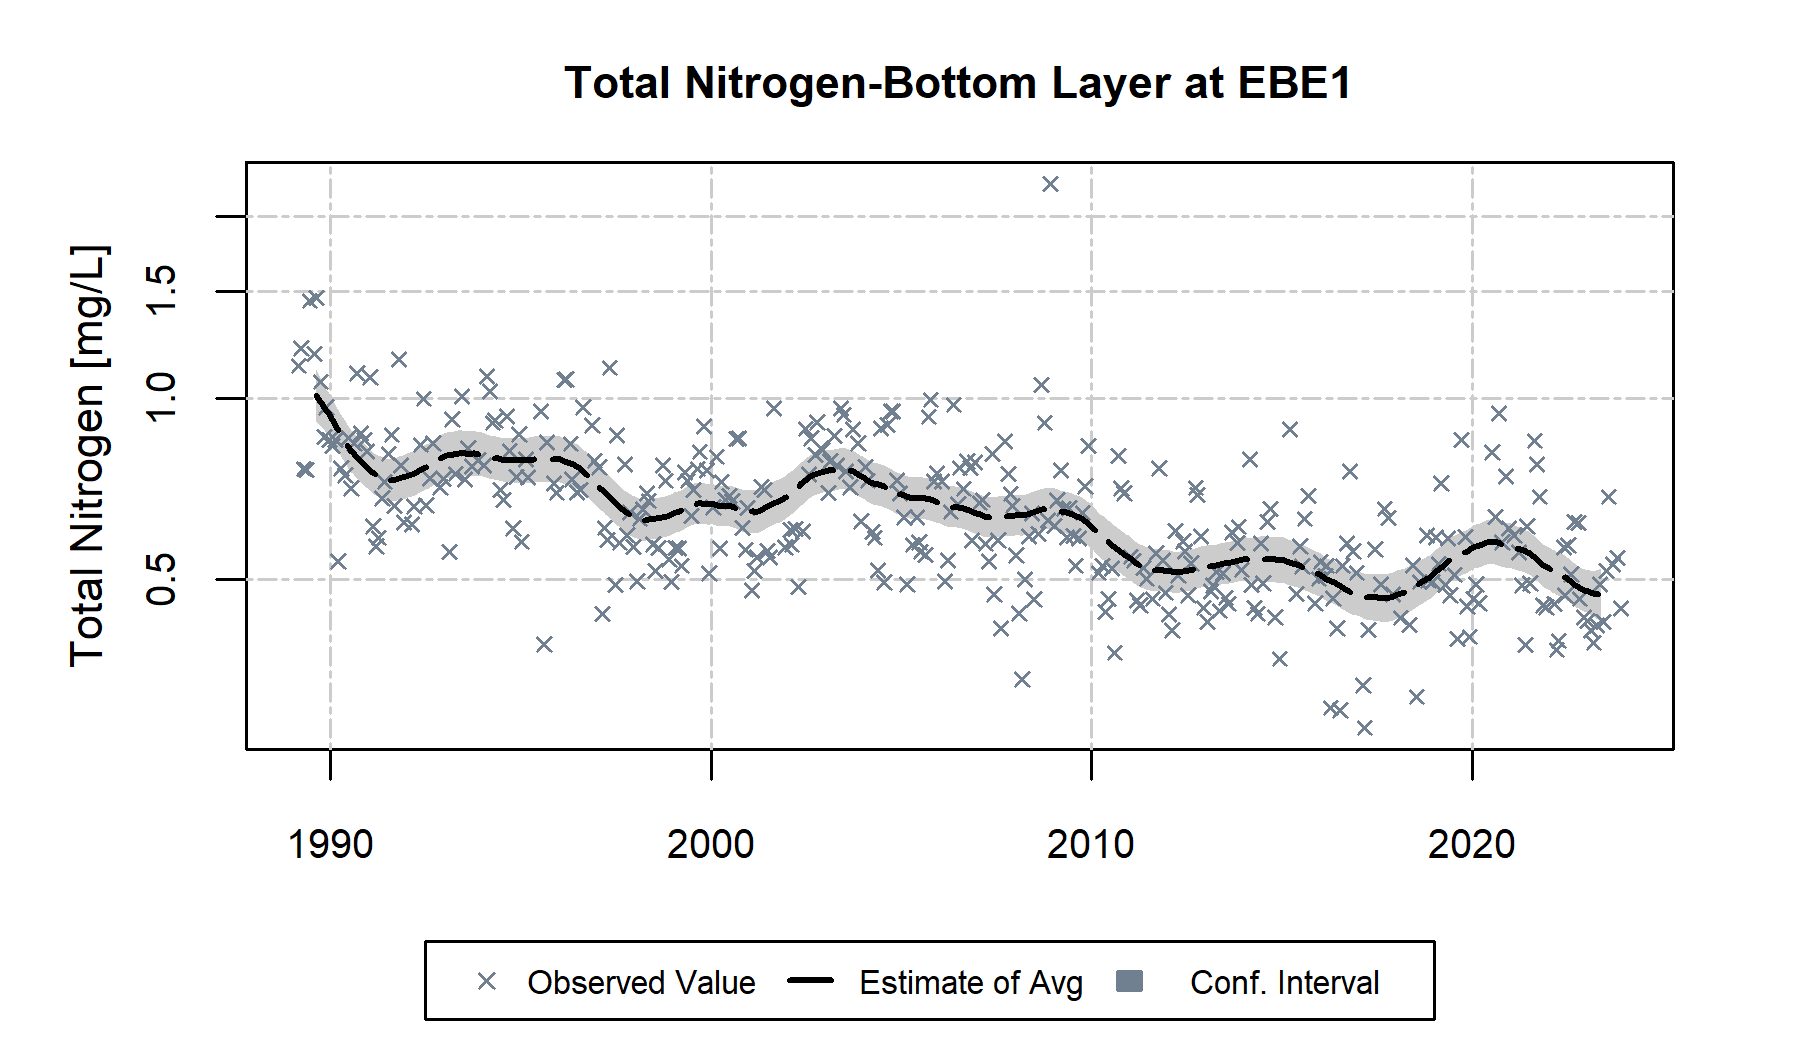 Total Nitrogen-Bottom Layer at EBE1
Total Nitrogen [mg/L]
1.5
1.0
0.5
1990 2000 2010 2020
Observed Value Estimate of Avg Conf. Interval